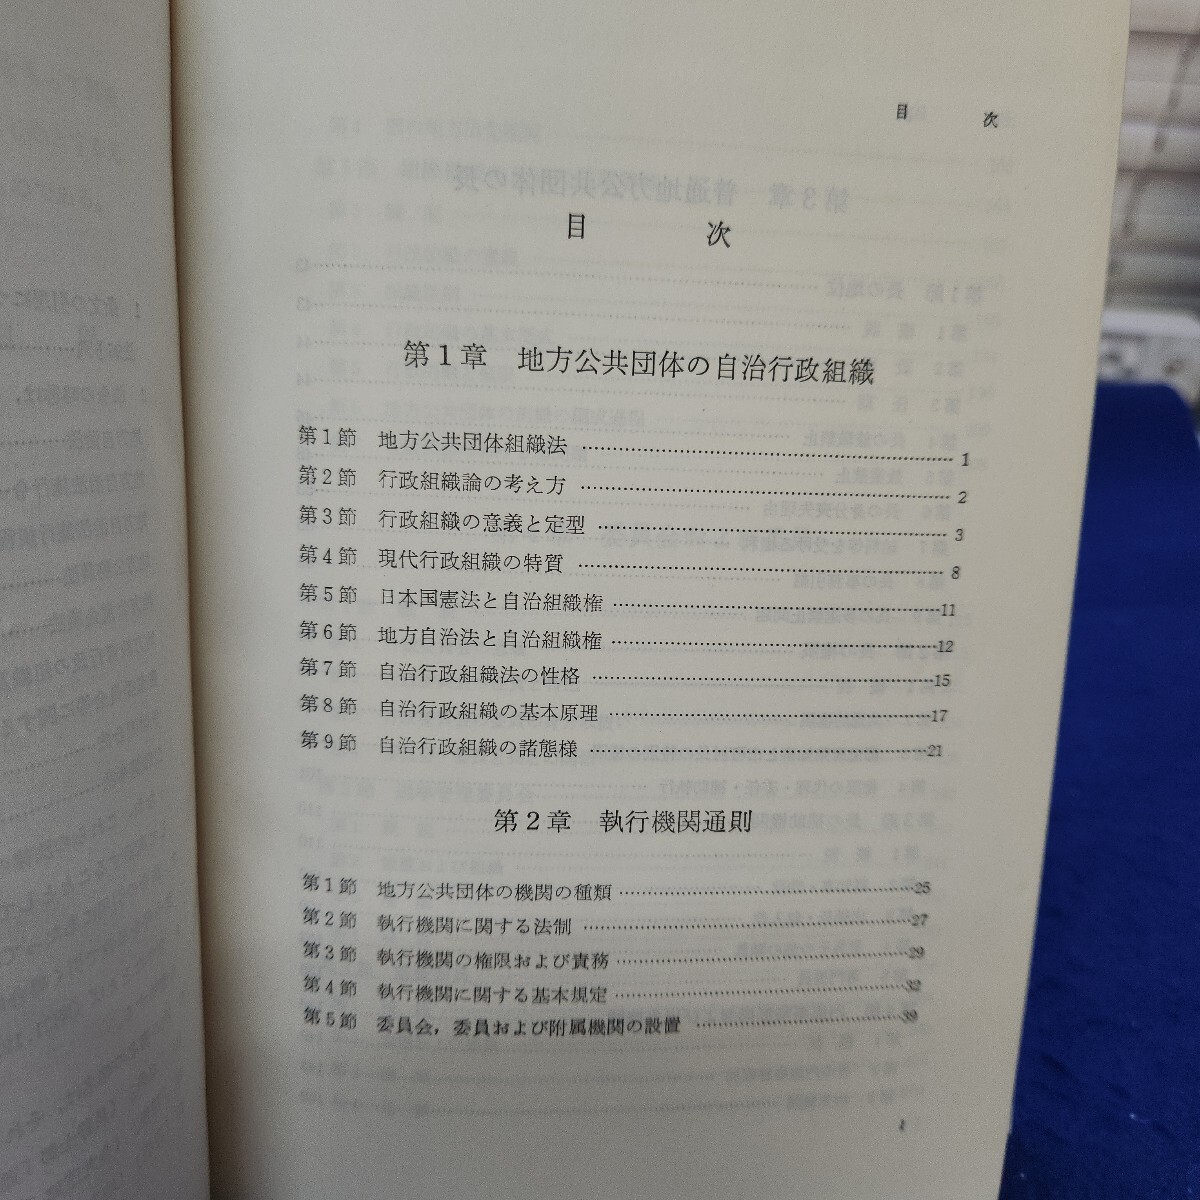 目 次
目 次
第1章 地方公共団体の自治行政組織
第1節 地方公共団体組織法 1
第2節 行政組織論の考え方 2
第3節 行政組織の意義と定型 3
第4節 現代行政組織の特質 8
第5節 日本国憲法と自治組織権 11
第6節 地方自治法と自治組織権 12
第7節 自治行政組織法の性格 15
第8節 自治行政組織の基本原理 17
第9節 自治行政組織の諸態様 21
第2章 執行機関通則
第1節 地方公共団体の機関の種類 25
第2節 執行機関に関する法制 27
第3節 執行機関の権限および責務 29
第4節 執行機関に関する基本規定 32
第5節 委員会，委員および附属機関の設置 39
1